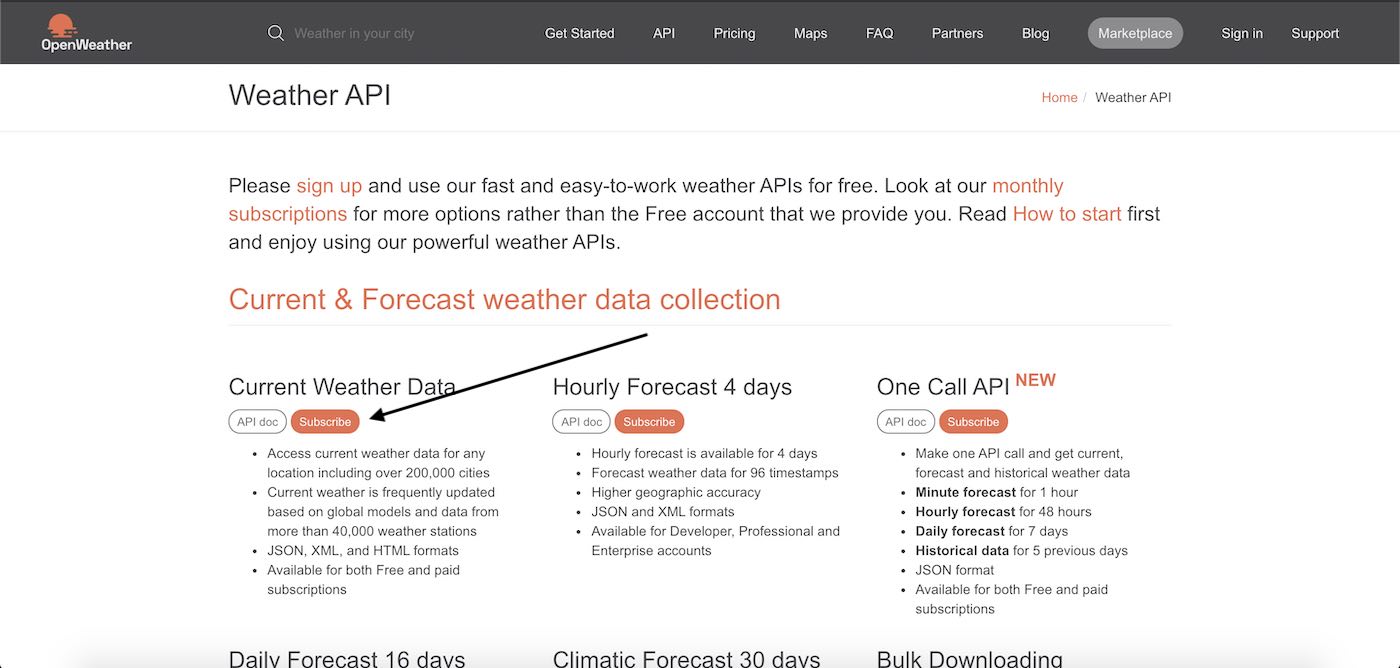 OpenWeather
Weather in your city
Get Started
API
Pricing
Maps
FAQ
Partners
Blog
Marketplace
Sign in
Support
Weather API
Home / Weather API
Please sign up and use our fast and easy-to-work weather APIs for free. Look at our monthly
subscriptions for more options rather than the Free account that we provide you. Read How to start first
and enjoy using our powerful weather APIs.
Current & Forecast weather data collection
Current Weather Data
API doc
Subscribe
Access current weather data for any
location including over 200,000 cities
Current weather is frequently updated
based on global models and data from
more than 40,000 weather stations
JSON, XML, and HTML formats
Available for both Free and paid
subscriptions
Hourly Forecast 4 days
API doc
Subscribe
Hourly forecast is available for 4 days
Forecast weather data for 96 timestamps
Higher geographic accuracy
JSON and XML formats
Available for Developer, Professional and
Enterprise accounts
One Call API NEW
API doc
Subscribe
Make one API call and get current,
forecast and historical weather data
Minute forecast for 1 hour
Hourly forecast for 48 hours
Daily forecast for 7 days
Historical data for 5 previous days
JSON format
Available for both Free and paid
subscriptions
Daily Forecast 16 days
Climatic Forecast 30 days
Bulk Downloading